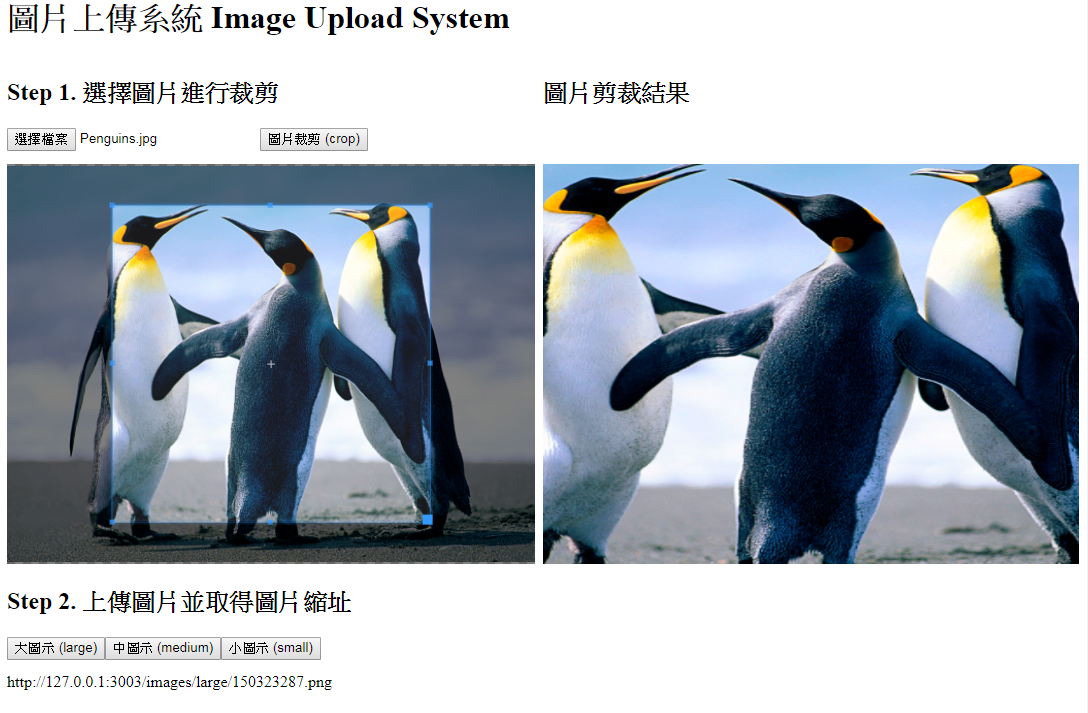 圖片上傳系統 Image Upload System
Step 1. 選擇圖片進行裁剪
圖片剪裁結果
選擇檔案 Penguins.jpg
圖片裁剪 (crop)
Step 2. 上傳圖片並取得圖片縮址
大圖示 (large) 中圖示 (medium) 小圖示 (small)
http://127.0.0.1:3003/images/large/150323287.png